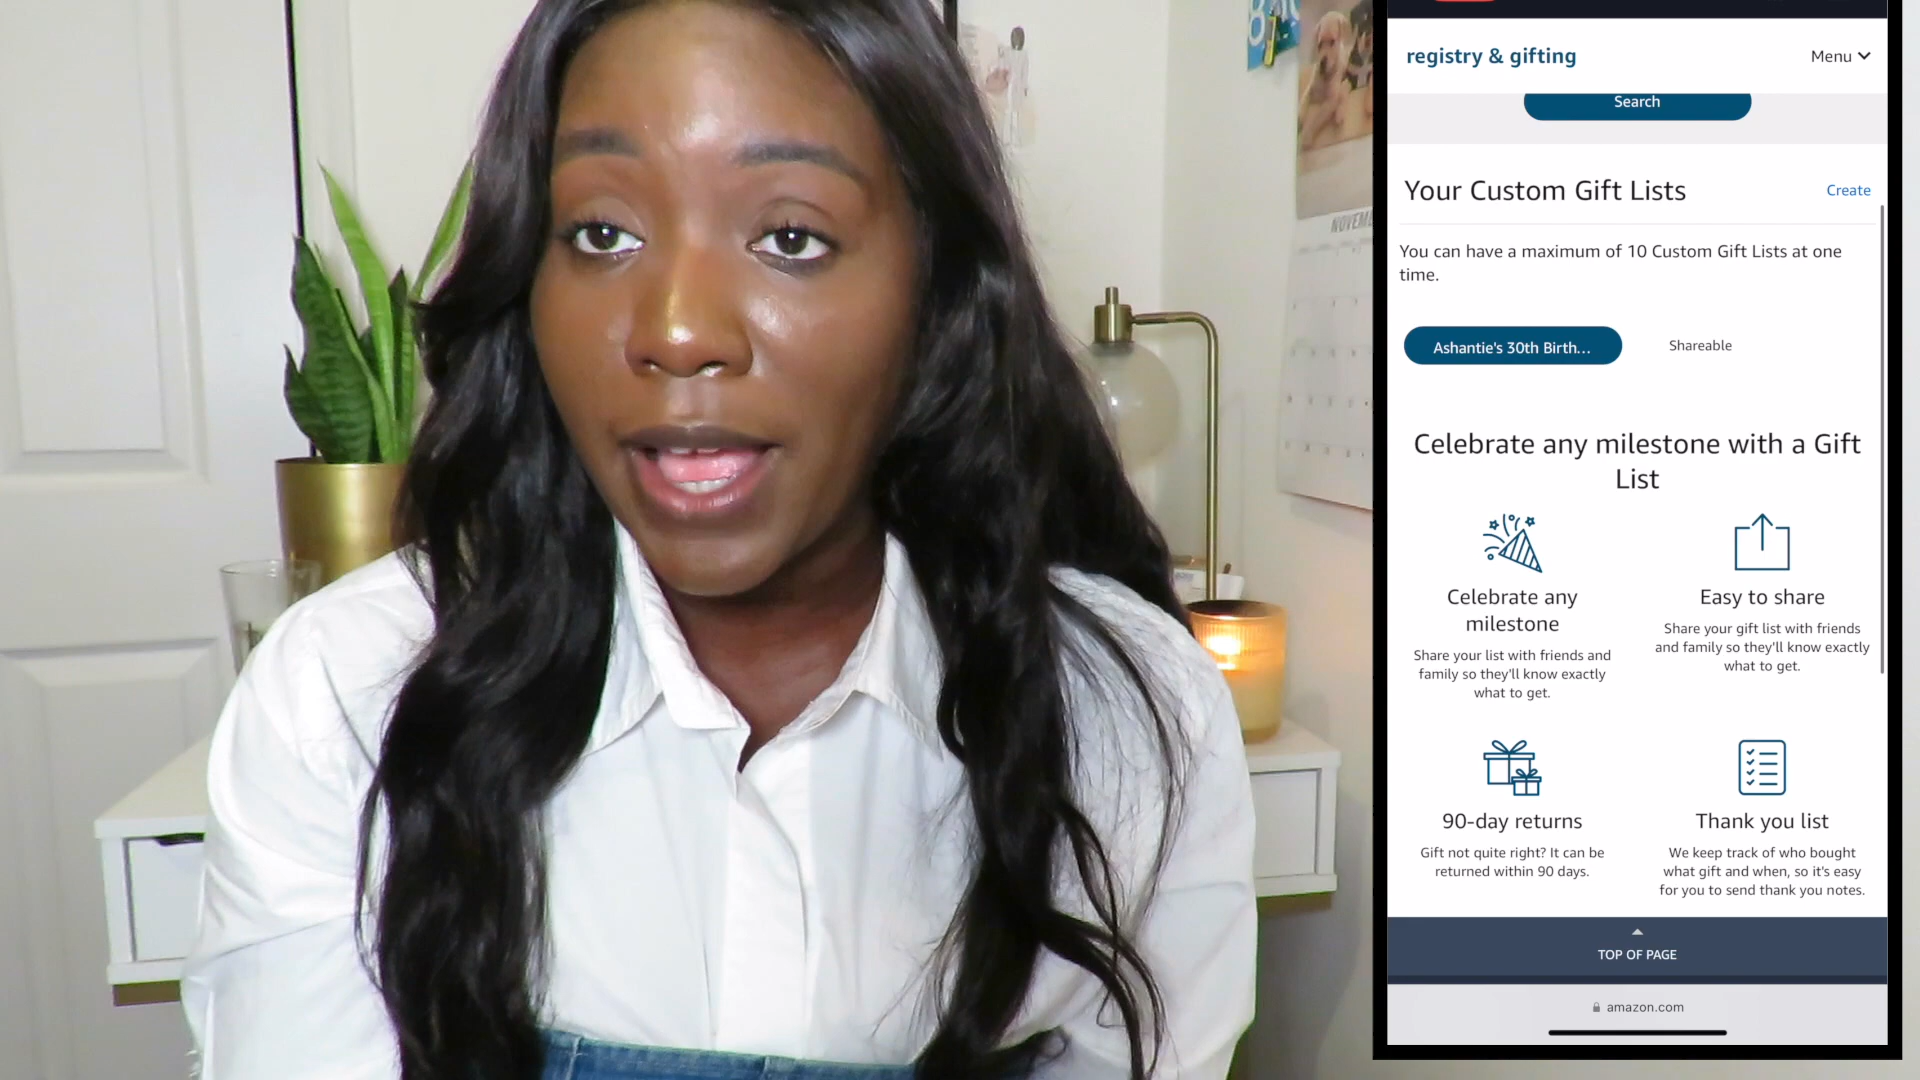 registry & gifting
Menu
Search
Your Custom Gift Lists
Create
You can have a maximum of 10 Custom Gift Lists at one
time.
Ashantie's 30th Birth...
Shareable
Celebrate any milestone with a Gift
List
Celebrate any
milestone
Share your list with friends and
family so they'll know exactly
what to get.
Easy to share
Share your gift list with friends
and family so they'll know exactly
what to get.
90-day returns
Gift not quite right? It can be
returned within 90 days.
Thank you list
We keep track of who bought
what gift and when, so it's easy
for you to send thank you notes.
TOP OF PAGE
amazon.com